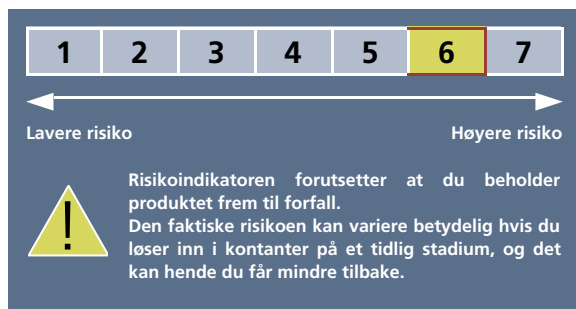 1 2 3 4 5 6 7
Lavere risiko Høyere risiko
!
Risikoindikatoren forutsetter at du beholder
produktet frem til forfall.
Den faktiske risikoen kan variere betydelig hvis du
løser inn i kontanter på et tidlig stadium, og det
kan hende du får mindre tilbake.